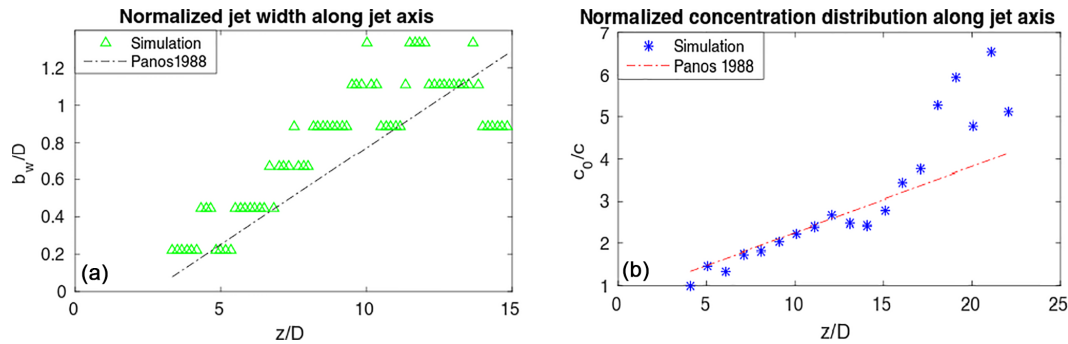 Normalized jet width along jet axis
Simulation
Panos1988
1.2
1
0.8
0.6
0.4
0.2
0
b_w/D
(a)
0
5
10
15
z/D
Normalized concentration distribution along jet axis
Simulation
Panos 1988
7
6
5
4
3
2
1
c_0/c
(b)
0
5
10
15
20
25
z/D